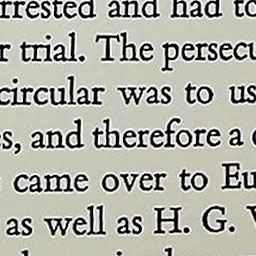 rrested and had to
r trial. The persecu
circular was to us
s, and therefore a
came over to Eu
as well as H. G.